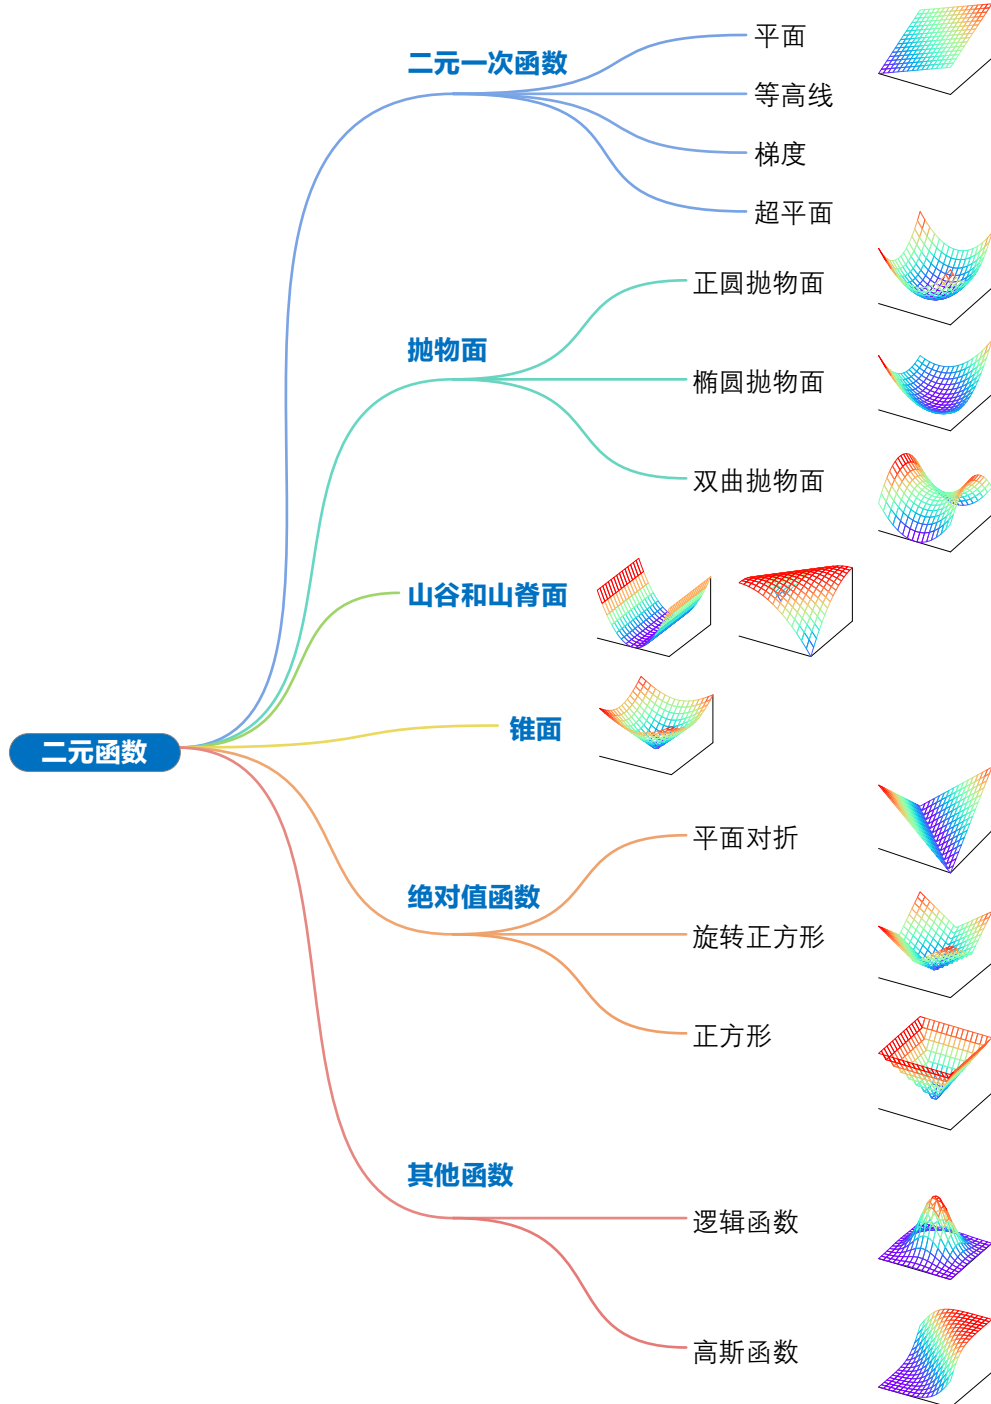 二元一次函数
平面
等高线
梯度
超平面
抛物面
正圆抛物面
椭圆抛物面
双曲抛物面
山谷和山脊面
锥面
二元函数
绝对值函数
平面对折
旋转正方形
正方形
其他函数
逻辑函数
高斯函数